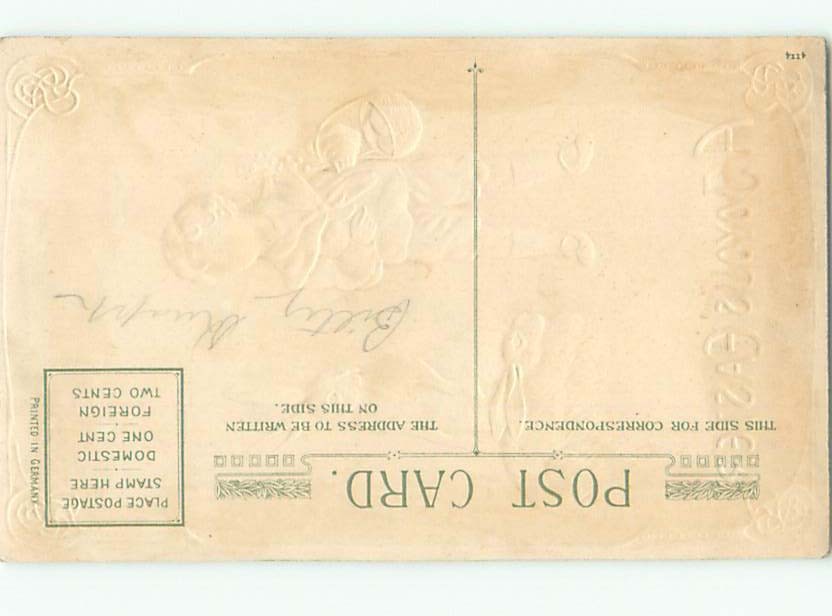 POST CARD.
THIS SIDE FOR CORRESPONDENCE.
THE ADDRESS TO BE WRITTEN
ON THIS SIDE.
PLACE POSTAGE
STAMP HERE
DOMESTIC
ONE CENT
FOREIGN
TWO CENTS
PRINTED IN GERMANY
Billy
4114